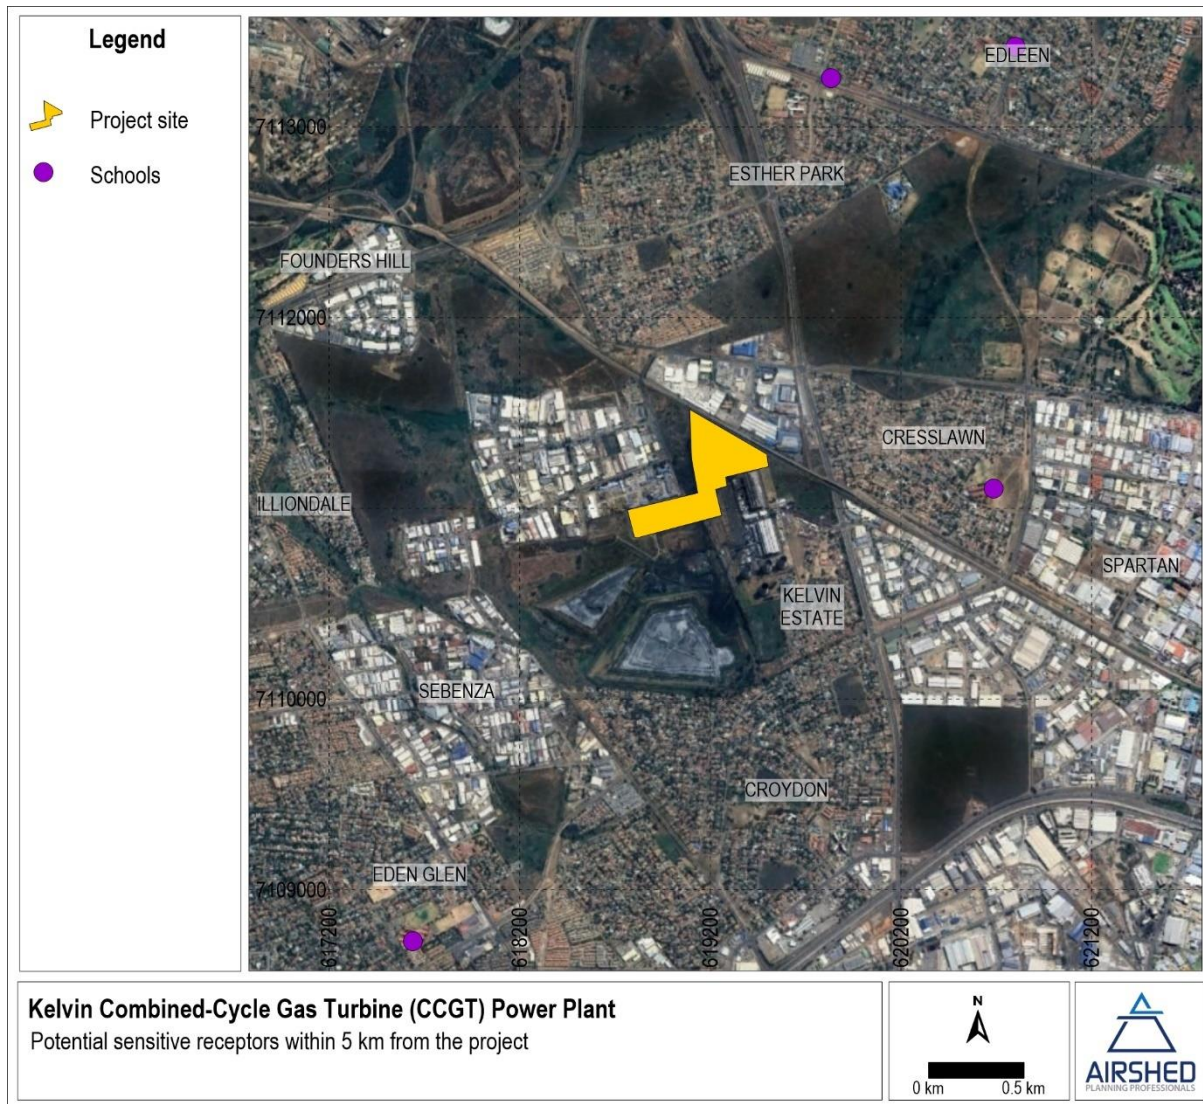 Legend
Project site
Schools
EDLEEN
7113000
ESTHER PARK
FOUNDERS HILL
7112000
CRESSLAWN
ILLIONDALE
SPARTAN
KELVIN
ESTATE
SEBENZA
7110000
CROYDON
EDEN GLEN
7109000
617200
618200
619200
620200
621200
Kelvin Combined-Cycle Gas Turbine (CCGT) Power Plant
Potential sensitive receptors within 5 km from the project
N
0 km
0.5 km
AIRSHED
PLANNING PROFESSIONALS